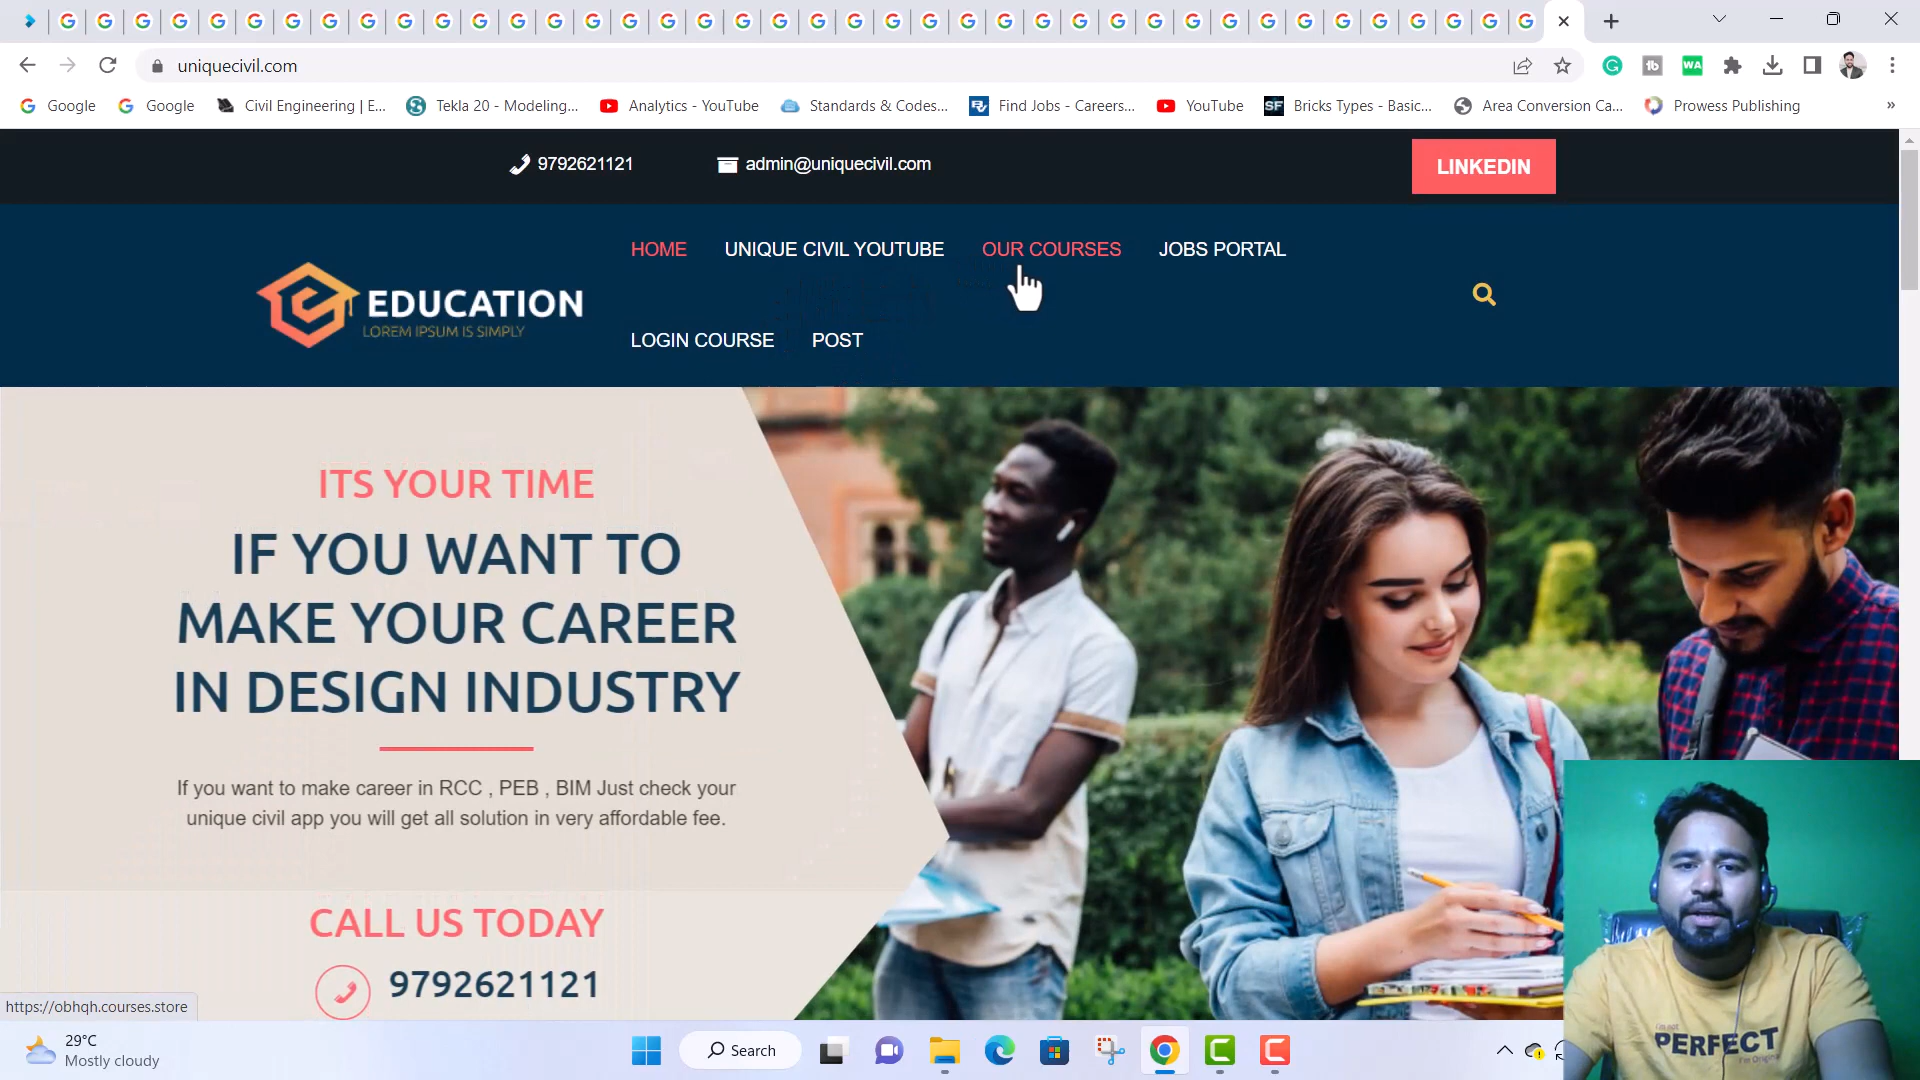 uniquecivil.com
Google
Google
Civil Engineering | E...
Tekla 20 - Modeling...
Analytics - YouTube
Standards & Codes...
Find Jobs - Careers...
YouTube
Bricks Types - Basic...
Area Conversion Ca...
Prowess Publishing
9792621121
admin@uniquecivil.com
LINKEDIN
HOME
UNIQUE CIVIL YOUTUBE
OUR COURSES
JOBS PORTAL
EDUCATION
LOREM IPSUM IS SIMPLY
LOGIN COURSE
POST
ITS YOUR TIME
IF YOU WANT TO
MAKE YOUR CAREER
IN DESIGN INDUSTRY
If you want to make career in RCC , PEB , BIM Just check your
unique civil app you will get all solution in very affordable fee.
CALL US TODAY
9792621121
https://obhqh.courses.store
29°C
Mostly cloudy
Search
PERFECT